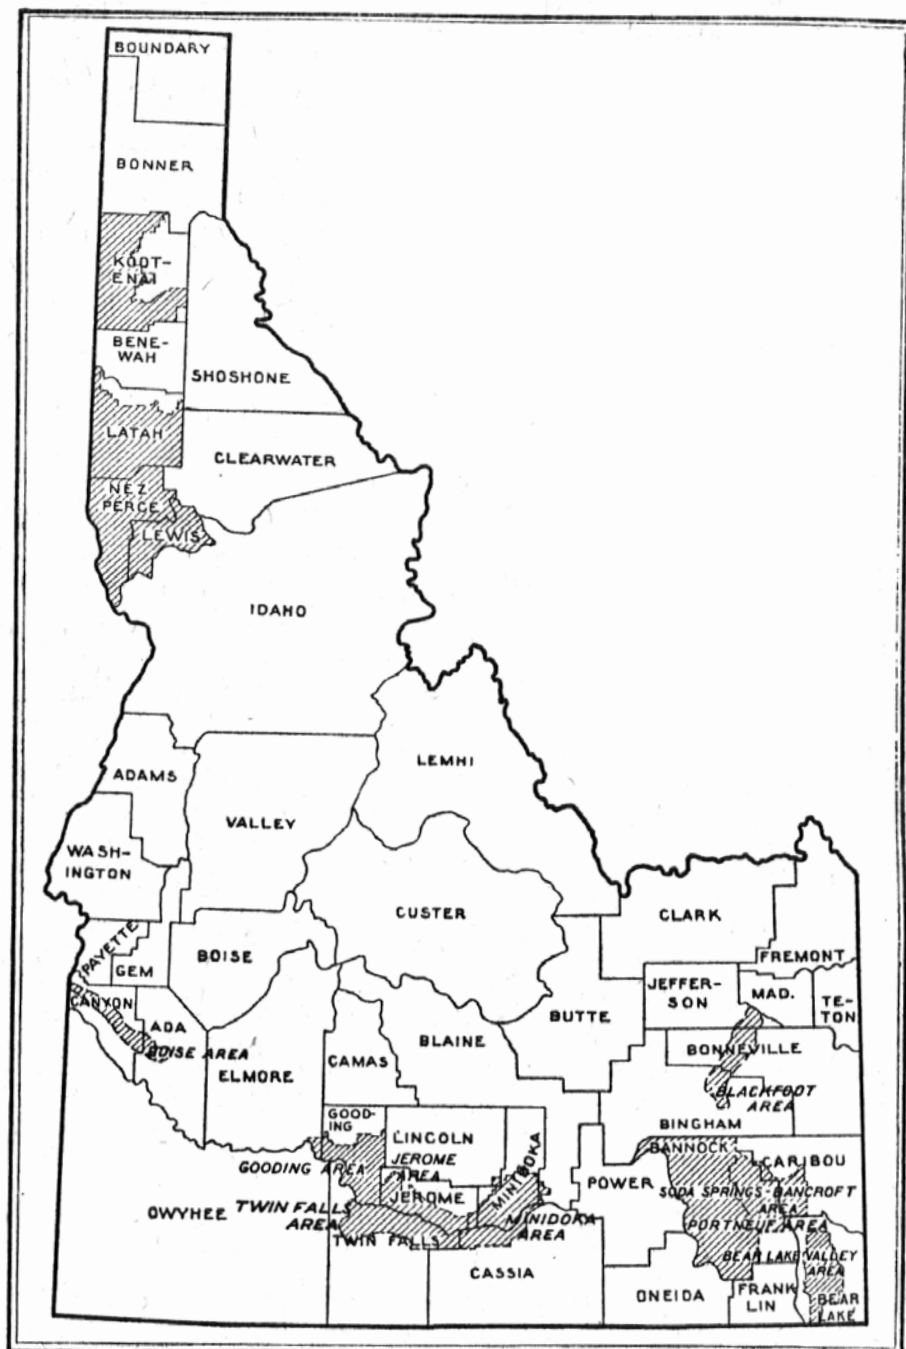 BOUNDARY
BONNER
KOOT-
ENAI
BENE-
WAH
SHOSHONE
LATAH
CLEARWATER
NEZ
PERCE
LEWIS
IDAHO
LEMHI
ADAMS
VALLEY
WASH-
INGTON
CUSTER
CLARK
PAYETTE
GEM
BOISE
FREMONT
JEFFER-
SON
MAD.
TE-
TON
CANYON
ADA
BOISE AREA
ELMORE
CAMAS
BLAINE
BUTTE
BONNEVILLE
BLACKFOOT
AREA
BINGHAM
GOOD-
ING
LINCOLN
JEROME
AREA
MINIDOKA
BANNOCK
CARIBOU
GOODING AREA
JEROME
POWER
SODA SPRINGS-BANCROFT
AREA
OWYHEE
TWIN FALLS
AREA
TWIN FALLS
MINIDOKA
AREA
PORTNEUF AREA
BEAR LAKE VALLEY
AREA
CASSIA
ONEIDA
FRANK
LIN
BEAR
LAKE